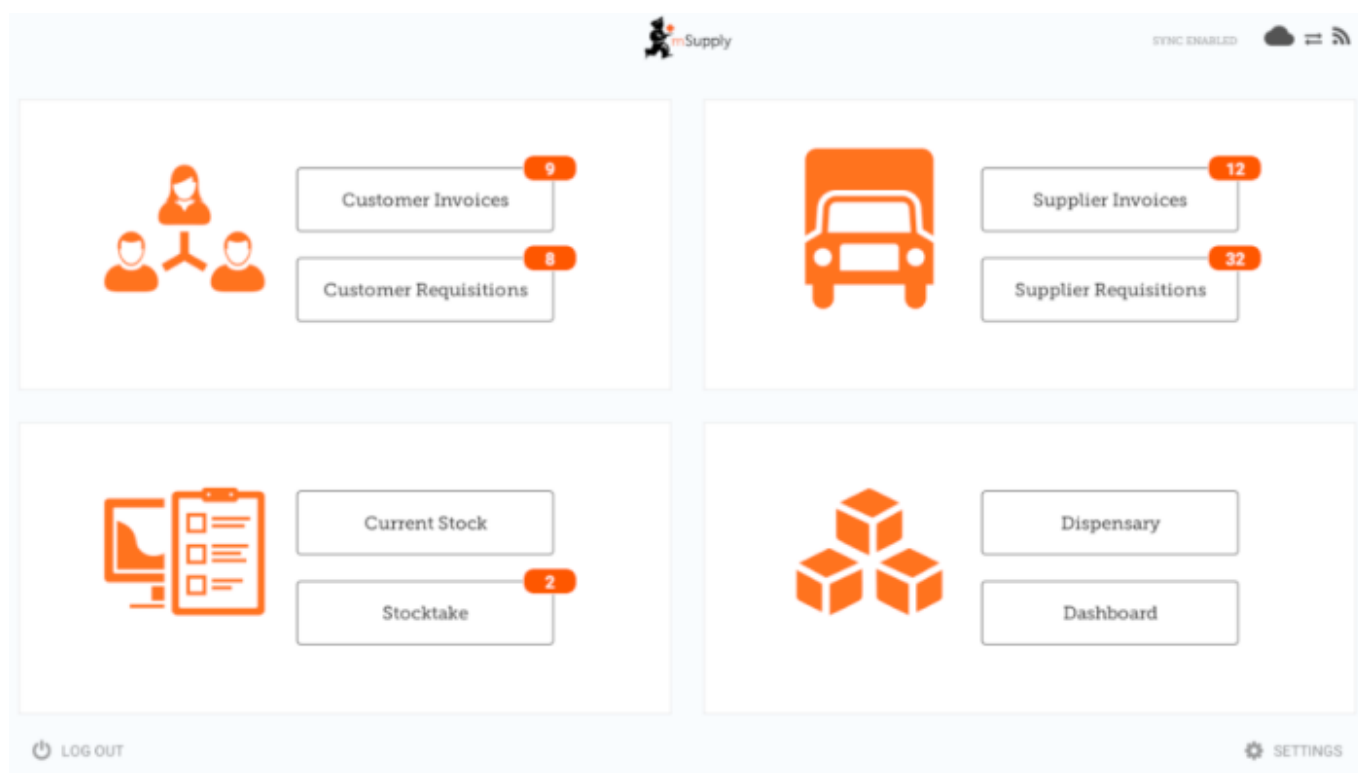 mSupply
SYNC ENABLED
9
Customer Invoices
8
Customer Requisitions
12
Supplier Invoices
32
Supplier Requisitions
Current Stock
2
Stocktake
Dispensary
Dashboard
LOG OUT
SETTINGS